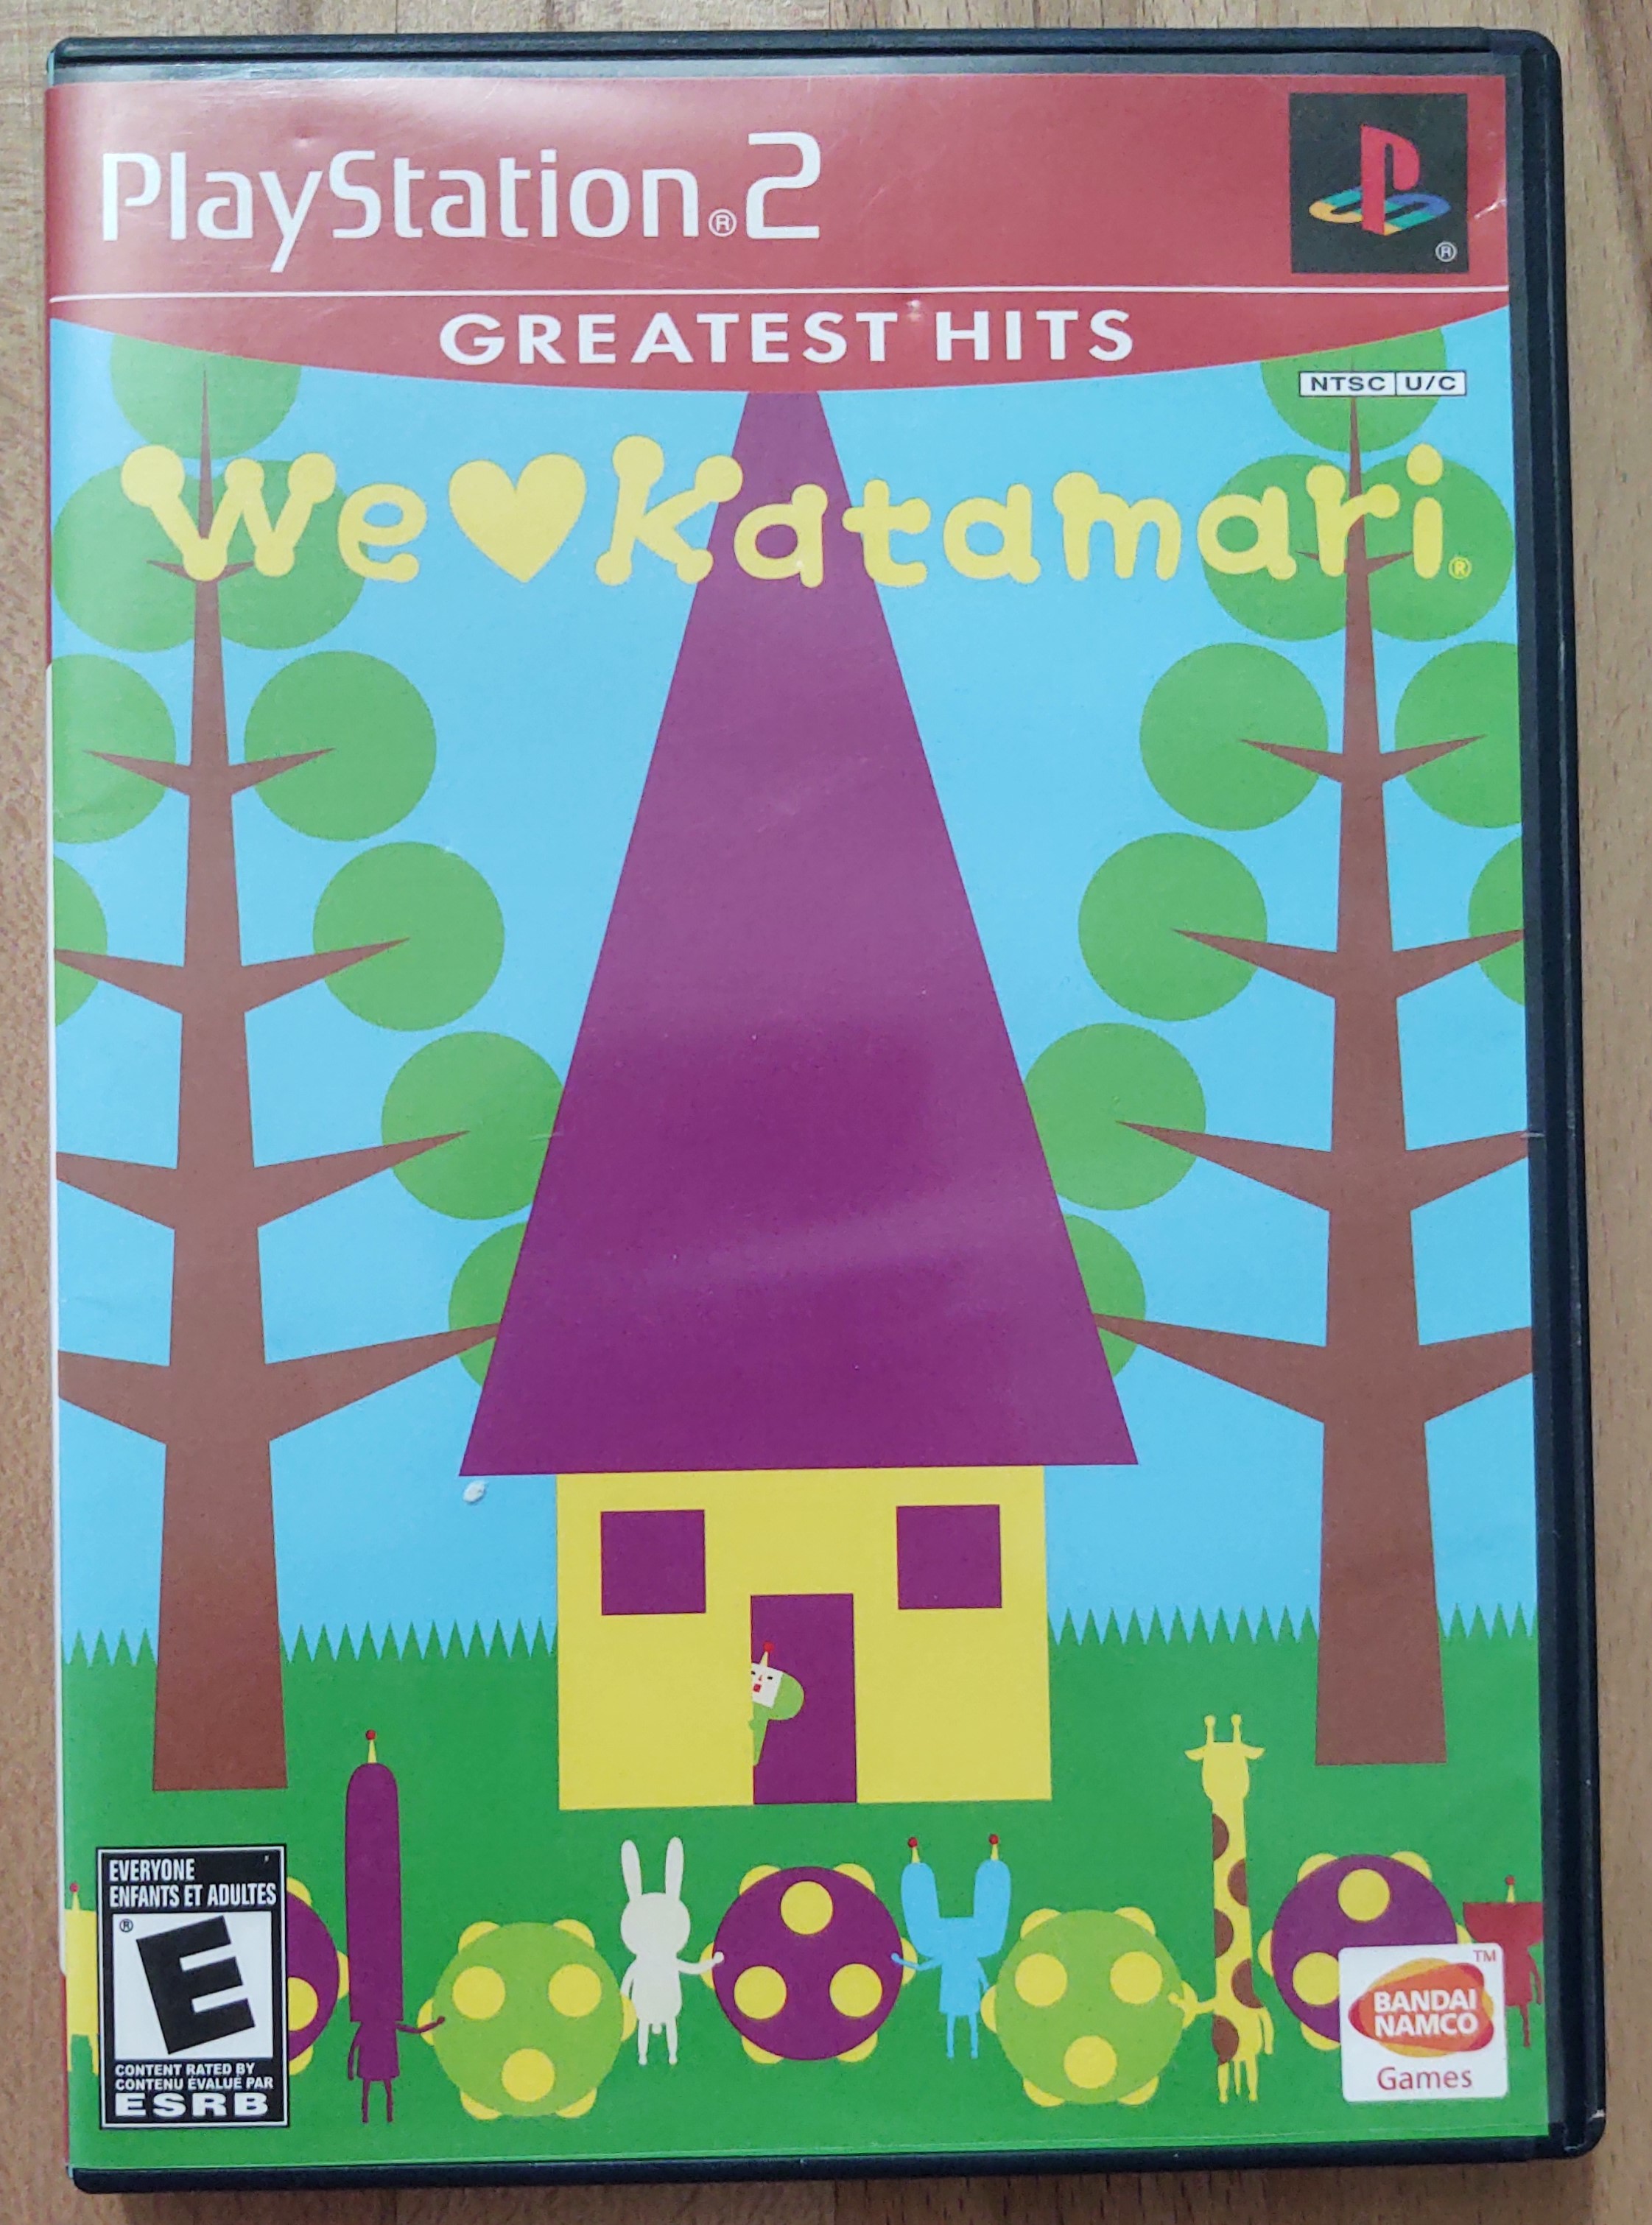 PlayStation®2
GREATEST HITS
NTSC U/C
We♥Katamari®
EVERYONE
ENFANTS ET ADULTES
E®
CONTENT RATED BY
CONTENU ÉVALUÉ PAR
ESRB
BANDAI
NAMCO™
Games